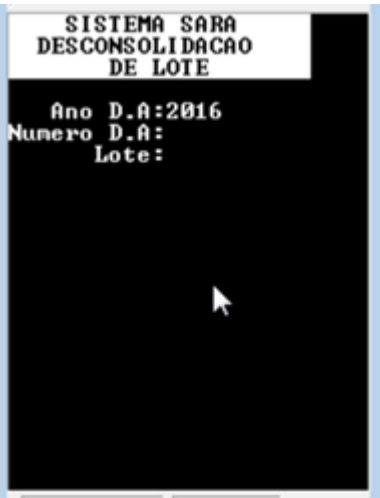 SISTEMA SARA
DESCONSOLIDACAO
DE LOTE
Ano D.A:2016
Numero D.A:
Lote: